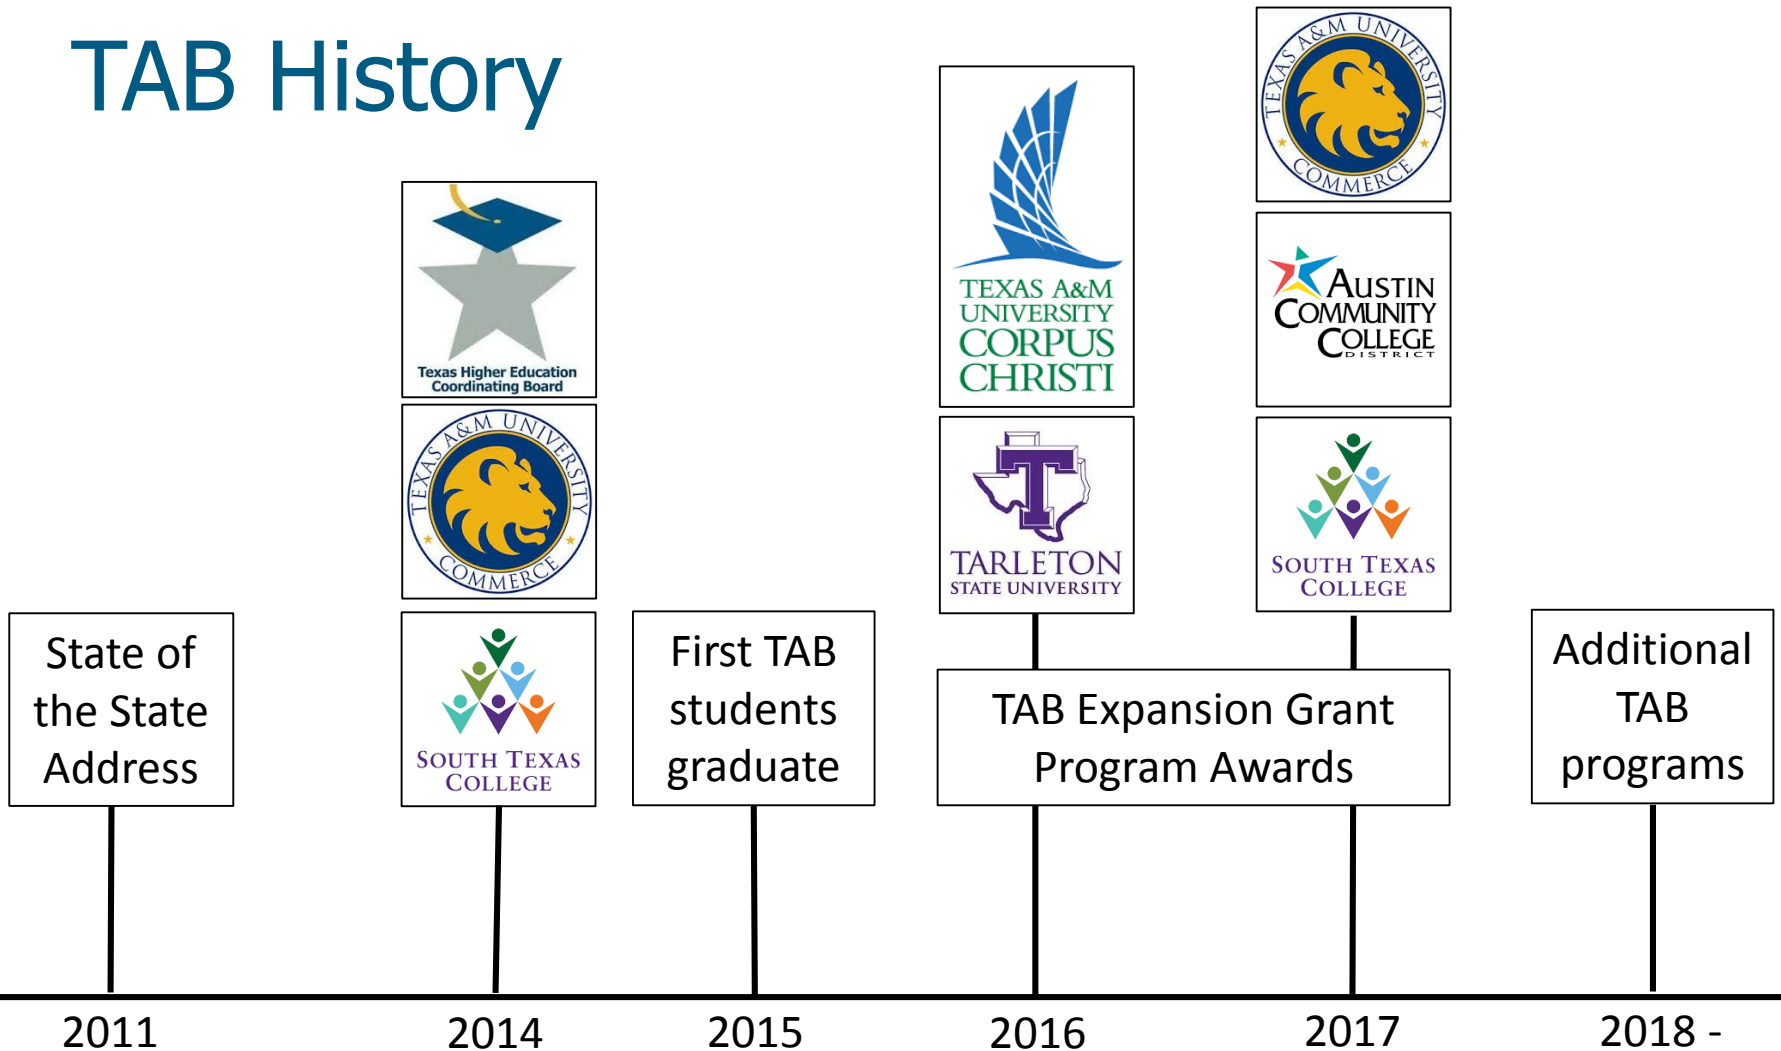 TAB History
State of
the State
Address
Texas Higher Education
Coordinating Board
TEXAS A&M UNIVERSITY
COMMERCE
SOUTH TEXAS
COLLEGE
First TAB
students
graduate
TEXAS A&M
UNIVERSITY
CORPUS
CHRISTI
T
TARLETON
STATE UNIVERSITY
TEXAS A&M UNIVERSITY
COMMERCE
AUSTIN
COMMUNITY
COLLEGE
DISTRICT
SOUTH TEXAS
COLLEGE
TAB Expansion Grant
Program Awards
Additional
TAB
programs
2011
2014
2015
2016
2017
2018 -